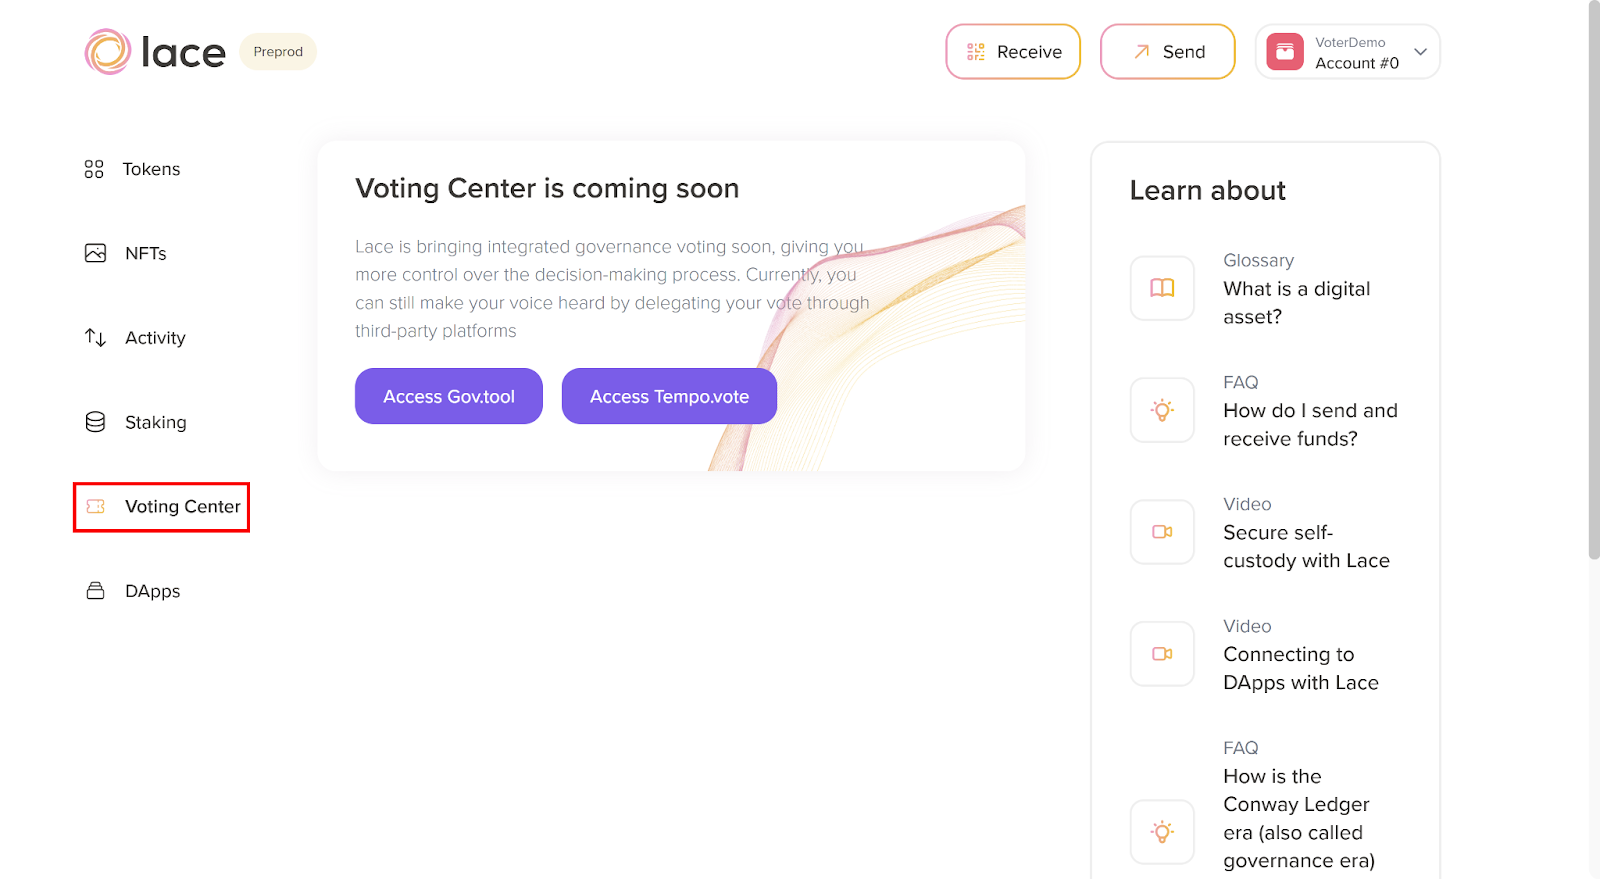 lace
Preprod
Receive
Send
VoterDemo
Account #0
Tokens
NFTs
Activity
Staking
Voting Center
DApps
Voting Center is coming soon
Lace is bringing integrated governance voting soon, giving you
more control over the decision-making process. Currently, you
can still make your voice heard by delegating your vote through
third-party platforms
Access Gov.tool
Access Tempo.vote
Learn about
Glossary
What is a digital
asset?
FAQ
How do I send and
receive funds?
Video
Secure self-
custody with Lace
Video
Connecting to
DApps with Lace
FAQ
How is the
Conway Ledger
era (also called
governance era)